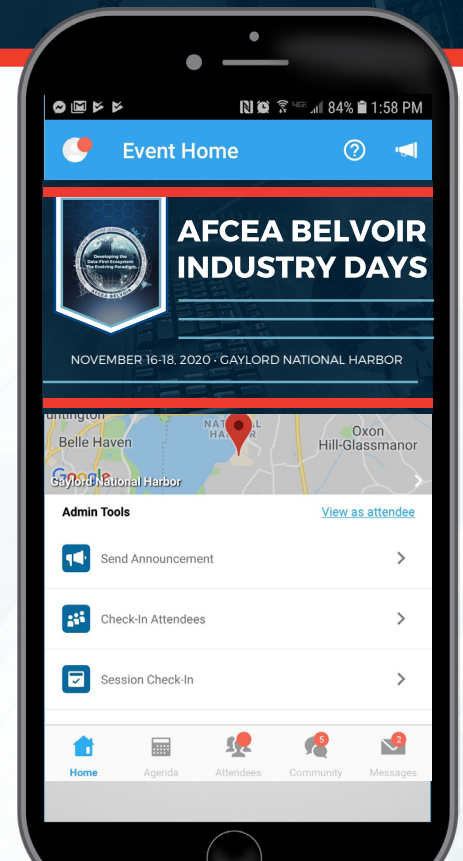 4G 84% 1:58 PM
Event Home
AFCEA BELVOIR
INDUSTRY DAYS
Developing the
Data-First Ecosystem
The Evolving Paradigm
AFCEA BELVOIR
NOVEMBER 16-18, 2020 • GAYLORD NATIONAL HARBOR
Huntington
Belle Haven
NATIONAL
HARBOR
Oxon
Hill-Glassmanor
Google
Gaylord National Harbor
Admin Tools
View as attendee
Send Announcement
Check-In Attendees
Session Check-In
5
2
Home
Agenda
Attendees
Community
Messages